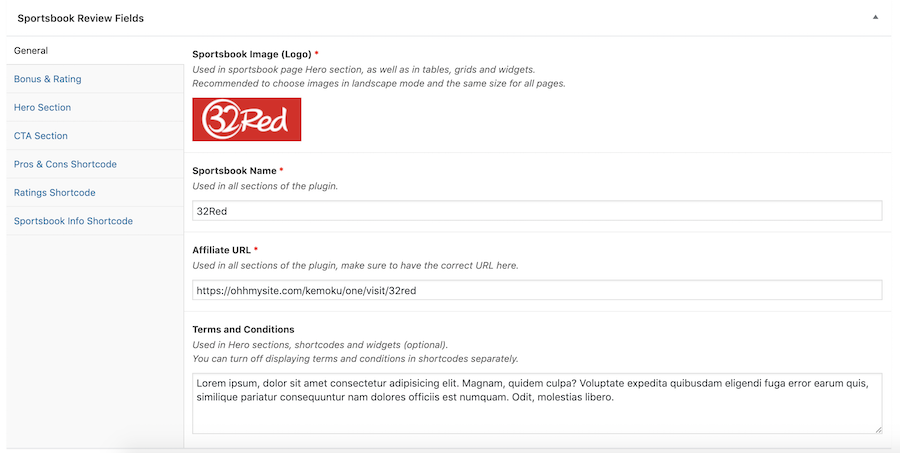 Sportsbook Review Fields
General
Bonus & Rating
Hero Section
CTA Section
Pros & Cons Shortcode
Ratings Shortcode
Sportsbook Info Shortcode
Sportsbook Image (Logo) *
Used in sportsbook page Hero section, as well as in tables, grids and widgets.
Recommended to choose images in landscape mode and the same size for all pages.
32Red
Sportsbook Name *
Used in all sections of the plugin.
32Red
Affiliate URL *
Used in all sections of the plugin, make sure to have the correct URL here.
https://ohhmysite.com/kemoku/one/visit/32red
Terms and Conditions
Used in Hero sections, shortcodes and widgets (optional).
You can turn off displaying terms and conditions in shortcodes separately.
Lorem ipsum, dolor sit amet consectetur adipisicing elit. Magnam, quidem culpa? Voluptate expedita quibusdam eligendi fuga error earum quis,
similique pariatur consequuntur nam dolores officiis est numquam. Odit, molestias libero.